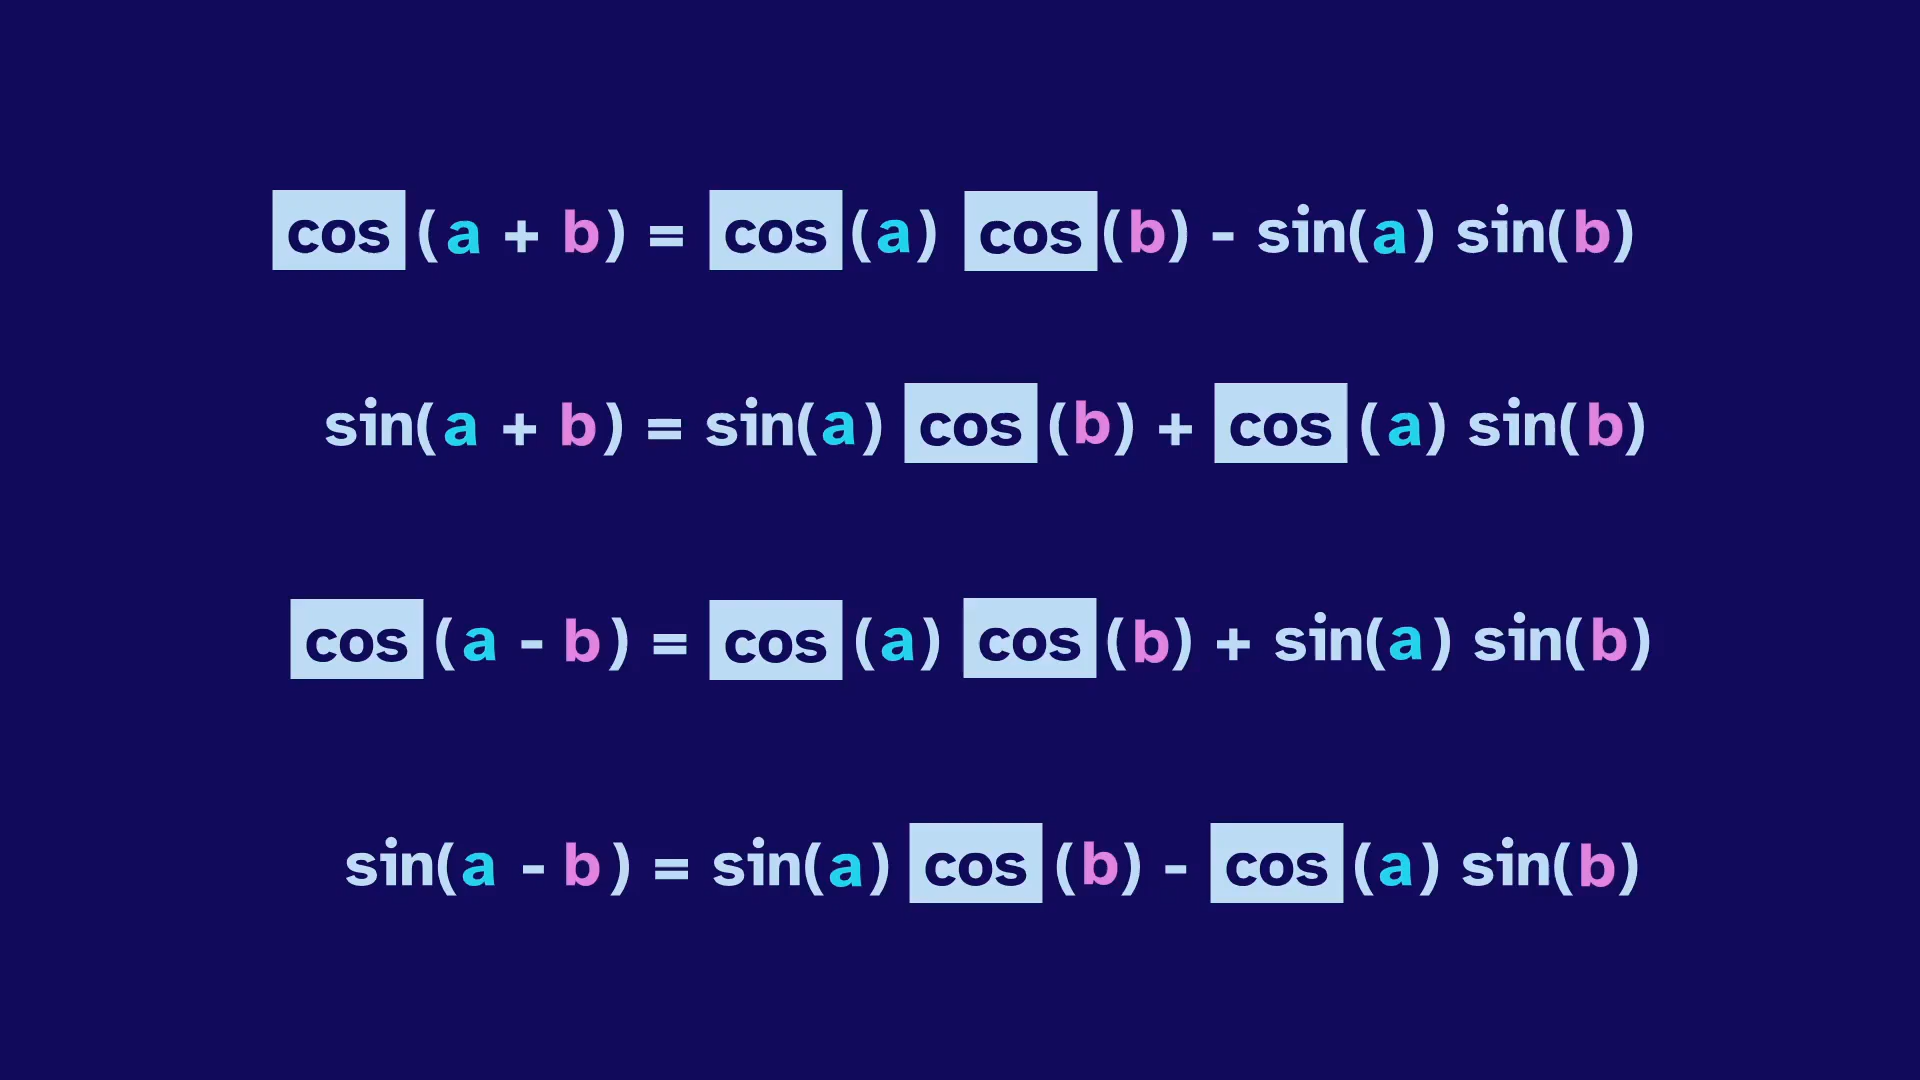 cos (a + b) = cos (a) cos (b) - sin(a) sin(b)
sin(a + b) = sin(a) cos (b) + cos (a) sin(b)
cos (a - b) = cos (a) cos (b) + sin(a) sin(b)
sin(a - b) = sin(a) cos (b) - cos (a) sin(b)